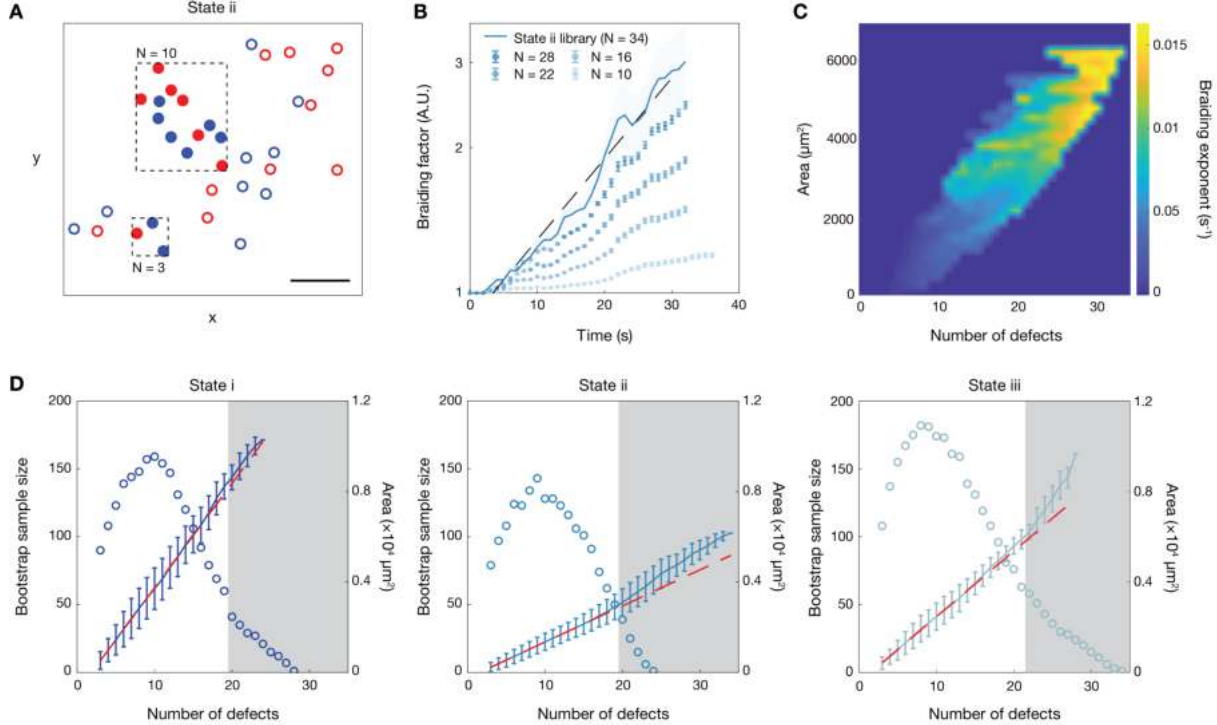 A
State ii
N = 10
N = 3
y
x
B
State ii library (N = 34)
N = 28
N = 16
N = 22
N = 10
3
2
1
Braiding factor (A.U.)
0 10 20 30 40
Time (s)
C
6000
4000
2000
0
Area (µm²)
0 10 20 30
Number of defects
0.015
0.01
0.05
0
Braiding exponent (s⁻¹)
D
State i
200
150
100
50
0
Bootstrap sample size
1.2
0.8
0.4
0
Area (×10⁴ µm²)
0 10 20 30
Number of defects
State ii
200
150
100
50
0
Bootstrap sample size
1.2
0.8
0.4
0
Area (×10⁴ µm²)
0 10 20 30
Number of defects
State iii
200
150
100
50
0
Bootstrap sample size
1.2
0.8
0.4
0
Area (×10⁴ µm²)
0 10 20 30
Number of defects